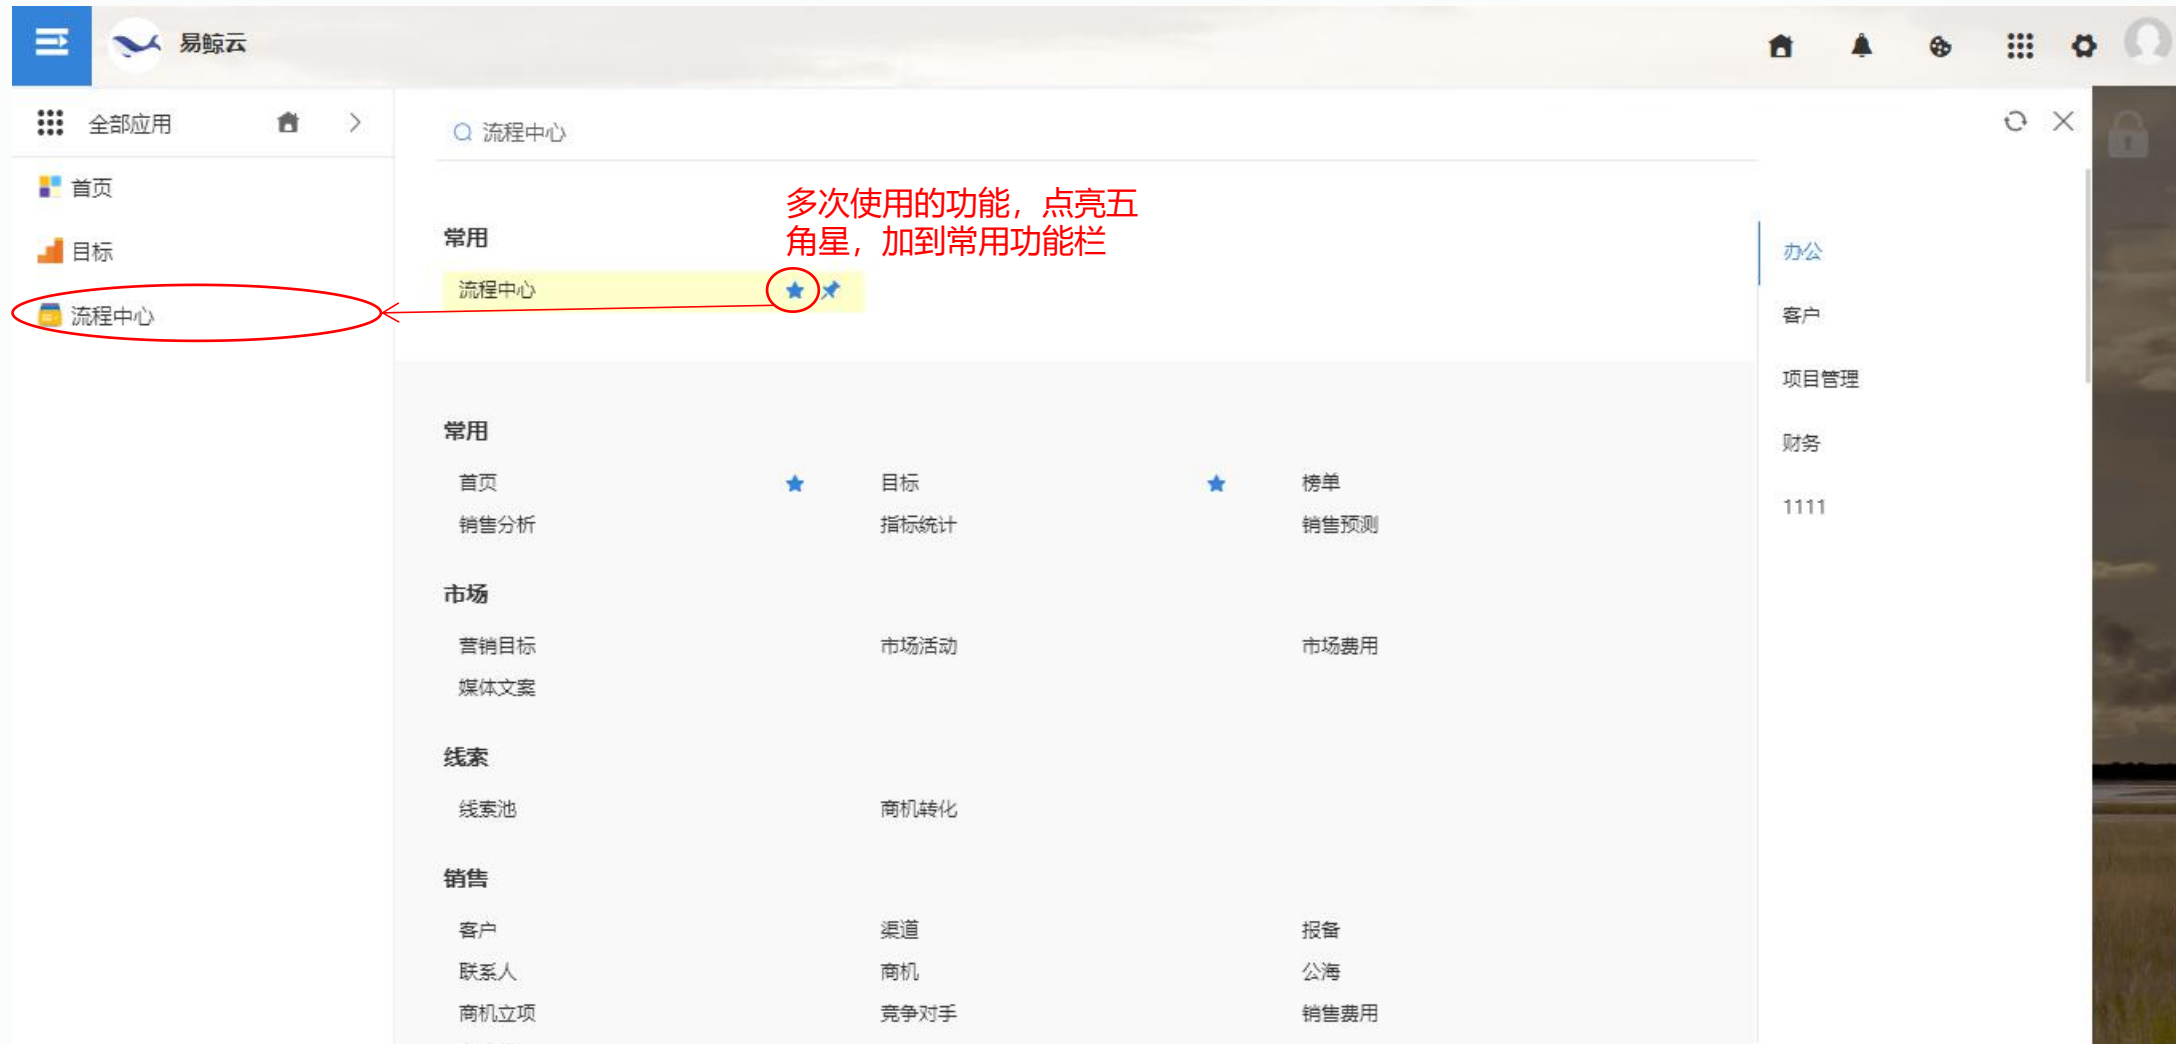 易鲸云
全部应用
首页
目标
流程中心
流程中心
多次使用的功能，点亮五
角星，加到常用功能栏
常用
流程中心
常用
首页 目标 榜单
销售分析 指标统计 销售预测
市场
营销目标 市场活动 市场费用
媒体文案
线索
线索池 商机转化
销售
客户 渠道 报备
联系人 商机 公海
商机立项 竞争对手 销售费用
办公
客户
项目管理
财务
1111